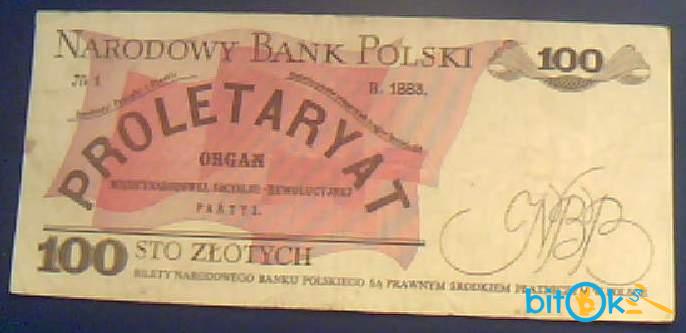 NARODOWY BANK POLSKI
100
№ 1.
R. 1883.
PROLETARYAT
ORGAN
MIĘDZYNARODOWEJ SOCYALNO-REWOLUCYJNEJ
PARTYI.
NBP
100 STO ZŁOTYCH
BILETY NARODOWEGO BANKU POLSKIEGO SĄ PRAWNYM ŚRODKIEM PŁATNICZYM W POLSCE
bitok